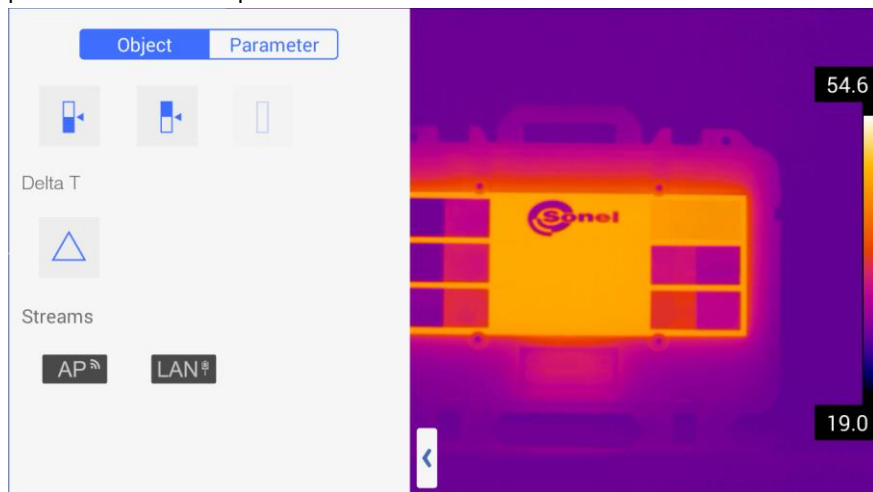 Object Parameter
54.6
Delta T
sonel
Streams
AP LAN
19.0